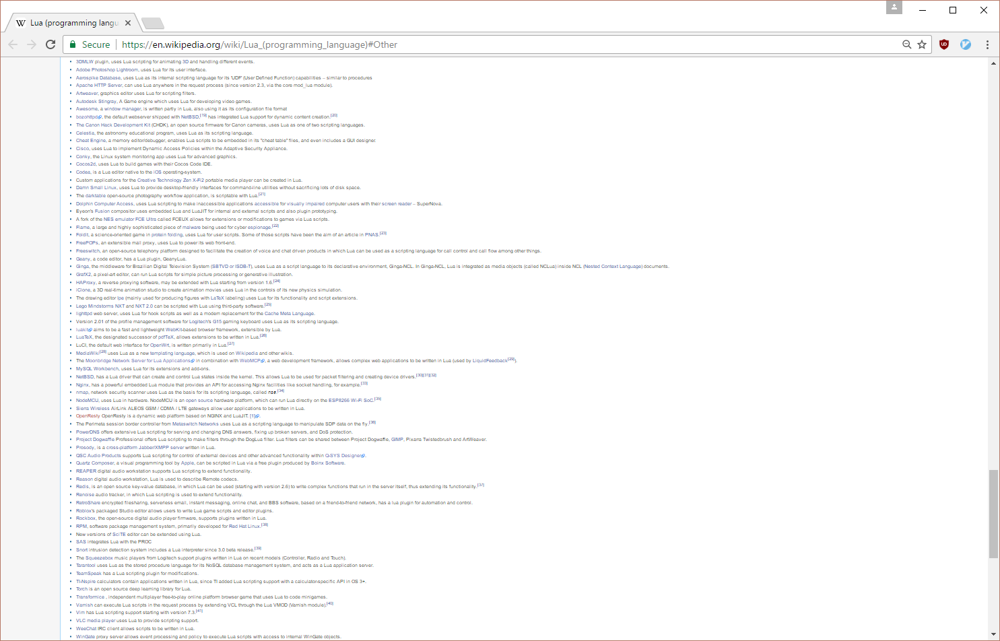 Lua (programming langu
Secure
https://en.wikipedia.org/wiki/Lua_(programming_language)#Other
3DMLW plugin, uses Lua scripting for animating 3D and handling different events.
Adobe Photoshop Lightroom, uses Lua for its user interface.
Aerospike Database, uses Lua as its internal scripting language for its 'UDF' (User Defined Function) capabilities – similar to procedures
Apache HTTP Server, can use Lua anywhere in the request process (since version 2.3, via the core mod_lua module).
Artweaver, graphics editor uses Lua for scripting filters.
Autodesk Stingray, A Game engine which uses Lua for developing video games.
Awesome, a window manager, is written partly in Lua, also using it as its configuration file format
bozohttpd, the default webserver shipped with NetBSD,[19] has integrated Lua support for dynamic content creation.[20]
The Canon Hack Development Kit (CHDK), an open source firmware for Canon cameras, uses Lua as one of two scripting languages.
Celestia, the astronomy educational program, uses Lua as its scripting language.
Cheat Engine, a memory editor/debugger, enables Lua scripts to be embedded in its "cheat table" files, and even includes a GUI designer.
Cisco, uses Lua to implement Dynamic Access Policies within the Adaptive Security Appliance.
Conky, the Linux system monitoring app uses Lua for advanced graphics.
Cocos2d, uses Lua to build games with their Cocos Code IDE.
Codea, is a Lua editor native to the iOS operating-system.
Custom applications for the Creative Technology Zen X-Fi2 portable media player can be created in Lua.
Damn Small Linux, uses Lua to provide desktop-friendly interfaces for command-line utilities without sacrificing lots of disk space.
The darktable open-source photography workflow application, is scriptable with Lua.[21]
Dolphin Computer Access, uses Lua scripting to make inaccessible applications accessible for visually impaired computer users with their screen reader – SuperNova.
Eyeon's Fusion compositor uses embedded Lua and LuaJIT for internal and external scripts and also plugin prototyping.
A fork of the NES emulator FCE Ultra called FCEUX allows for extensions or modifications to games via Lua scripts.
Flame, a large and highly sophisticated piece of malware being used for cyber espionage.[22]
Foldit, a science-oriented game in protein folding, uses Lua for user scripts. Some of those scripts have been the aim of an article in PNAS.[23]
FreePOPs, an extensible mail proxy, uses Lua to power its web front-end.
Freeswitch, an open-source telephony platform designed to facilitate the creation of voice and chat driven products in which Lua can be used as a scripting language for call control and call flow among other things.
Geany, a code editor, has a Lua plugin, GeanyLua.
Ginga, the middleware for Brazilian Digital Television System (SBTVD or ISDB-T), uses Lua as a script language to its declarative environment, Ginga-NCL. In Ginga-NCL, Lua is integrated as media objects (called NCLua) inside NCL (Nested Context Language) documents.
GrafX2, a pixel-art editor, can run Lua scripts for simple picture processing or generative illustration.
HAProxy, a reverse proxying software, may be extended with Lua starting from version 1.6.[24]
iClone, a 3D real-time animation studio to create animation movies uses Lua in the controls of its new physics simulation.
The drawing editor Ipe (mainly used for producing figures with LaTeX labeling) uses Lua for its functionality and script extensions.
Lego Mindstorms NXT and NXT 2.0 can be scripted with Lua using third-party software.[25]
lighttpd web server, uses Lua for hook scripts as well as a modern replacement for the Cache Meta Language.
Version 2.01 of the profile management software for Logitech's G15 gaming keyboard uses Lua as its scripting language.
luakit aims to be a fast and lightweight WebKit-based browser framework, extensible by Lua.
LuaTeX, the designated successor of pdfTeX, allows extensions to be written in Lua.[26]
LuCI, the default web interface for OpenWrt, is written primarily in Lua.[27]
MediaWiki[28] uses Lua as a new templating language, which is used on Wikipedia and other wikis.
The Moonbridge Network Server for Lua Applications in combination with WebMCP, a web development framework, allows complex web applications to be written in Lua (used by LiquidFeedback[29]).
MySQL Workbench, uses Lua for its extensions and add-ons.
NetBSD, has a Lua driver that can create and control Lua states inside the kernel. This allows Lua to be used for packet filtering and creating device drivers.[30][31][32]
Nginx, has a powerful embedded Lua module that provides an API for accessing Nginx facilities like socket handling, for example.[33]
nmap, network security scanner uses Lua as the basis for its scripting language, called nse.[34]
NodeMCU, uses Lua in hardware. NodeMCU is an open source hardware platform, which can run Lua directly on the ESP8266 Wi-Fi SoC.[35]
Sierra Wireless AirLink ALEOS GSM / CDMA / LTE gateways allow user applications to be written in Lua.
OpenResty OpenResty is a dynamic web platform based on NGINX and LuaJIT. [1].
The Perimeta session border controller from Metaswitch Networks uses Lua as a scripting language to manipulate SDP data on the fly.[36]
PowerDNS offers extensive Lua scripting for serving and changing DNS answers, fixing up broken servers, and DoS protection.
Project Dogwaffle Professional offers Lua scripting to make filters through the DogLua filter. Lua filters can be shared between Project Dogwaffle, GIMP, Pixarra Twistedbrush and ArtWeaver.
Prosody, is a cross-platform Jabber/XMPP server written in Lua.
QSC Audio Products supports Lua scripting for control of external devices and other advanced functionality within Q-SYS Designer.
Quartz Composer, a visual programming tool by Apple, can be scripted in Lua via a free plugin produced by Boinx Software.
REAPER digital audio workstation supports Lua scripting to extend functionality.
Reason digital audio workstation, Lua is used to describe Remote codecs.
Redis, is an open source key-value database, in which Lua can be used (starting with version 2.6) to write complex functions that run in the server itself, thus extending its functionality.[37]
Renoise audio tracker, in which Lua scripting is used to extend functionality.
RetroShare encrypted filesharing, serverless email, instant messaging, online chat, and BBS software, based on a friend-to-friend network, has a lua plugin for automation and control.
Roblox's packaged Studio editor allows users to write Lua game scripts and editor plugins.
Rockbox, the open-source digital audio player firmware, supports plugins written in Lua.
RPM, software package management system, primarily developed for Red Hat Linux.[38]
New versions of SciTE editor can be extended using Lua.
SAS integrates Lua with the PROC
Snort intrusion detection system includes a Lua interpreter since 3.0 beta release.[39]
The Squeezebox music players from Logitech support plugins written in Lua on recent models (Controller, Radio and Touch).
Tarantool uses Lua as the stored procedure language for its NoSQL database management system, and acts as a Lua application server.
TeamSpeak has a Lua scripting plugin for modifications.
TI-Nspire calculators contain applications written in Lua, since TI added Lua scripting support with a calculator-specific API in OS 3+.
Torch is an open source deep learning library for Lua.
Transformice , independent multiplayer free-to-play online platform browser game that uses Lua to code minigames.
Varnish can execute Lua scripts in the request process by extending VCL through the Lua VMOD (Varnish module).[40]
Vim has Lua scripting support starting with version 7.3.[41]
VLC media player uses Lua to provide scripting support.
WeeChat IRC client allows scripts to be written in Lua.
WinGate proxy server allows event processing and policy to execute Lua scripts with access to internal WinGate objects.